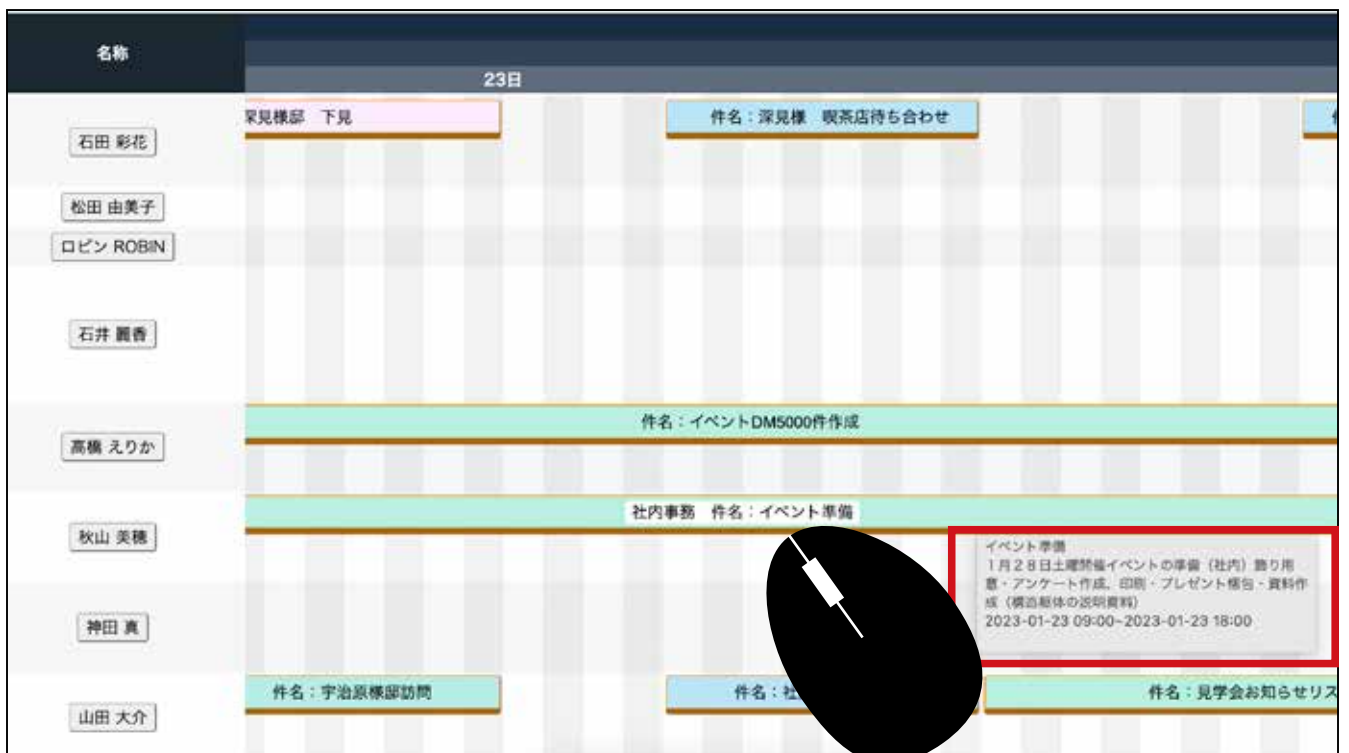 名称
23日
深見様邸 下見
件名：深見様 喫茶店待ち合わせ
石田 彩花
松田 由美子
ロビン ROBIN
石井 麗香
件名：イベントDM5000件作成
高橋 えりか
社内事務 件名：イベント準備
秋山 美穂
イベント準備
1月28日土曜開催イベントの準備（社内）飾り用
意・アンケート作成、印刷・プレゼント梱包・資料作
成（構造躯体の説明資料）
2023-01-23 09:00~2023-01-23 18:00
神田 真
件名：宇治原様邸訪問
件名：社
件名：見学会お知らせリス
山田 大介